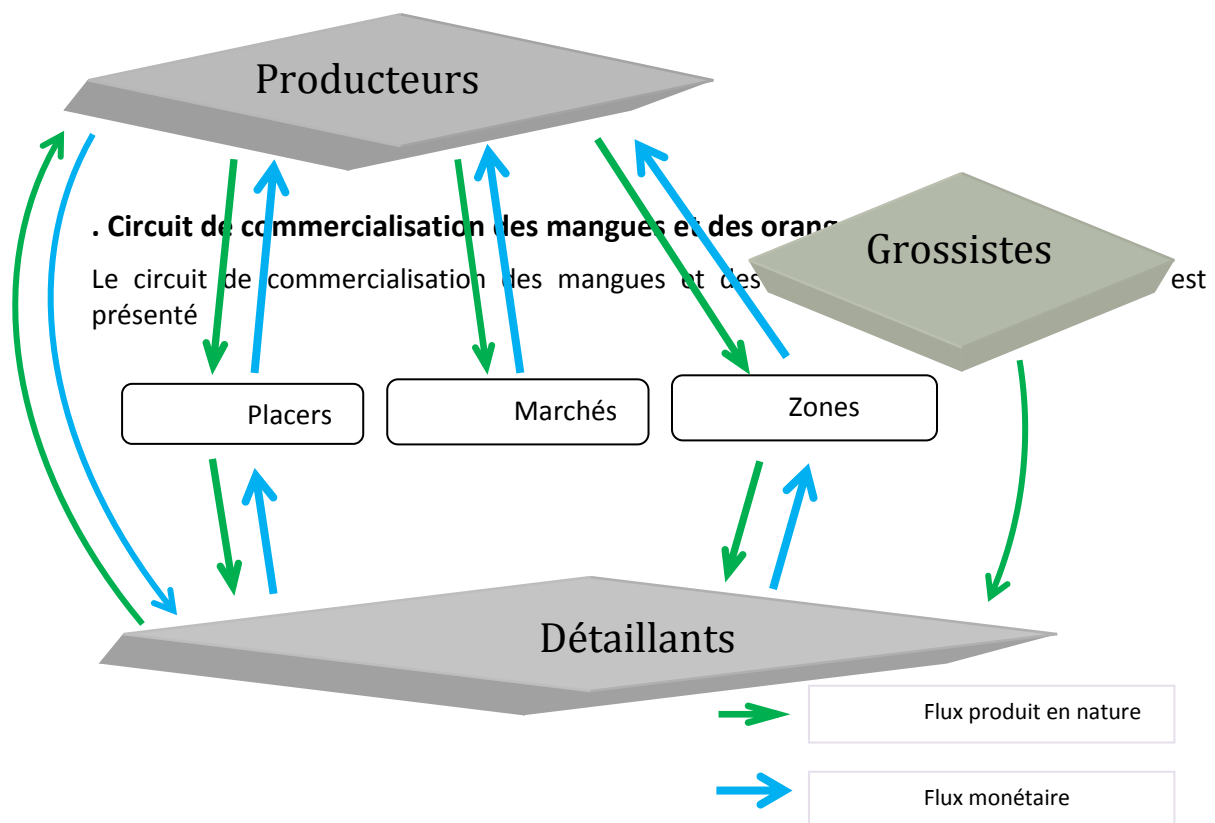 Producteurs
. Circuit de commercialisation des mangues et des orang
Grossistes
Le circuit de commercialisation des mangues et des est
présenté
Placers
Marchés
Zones
Détaillants
Flux produit en nature
Flux monétaire